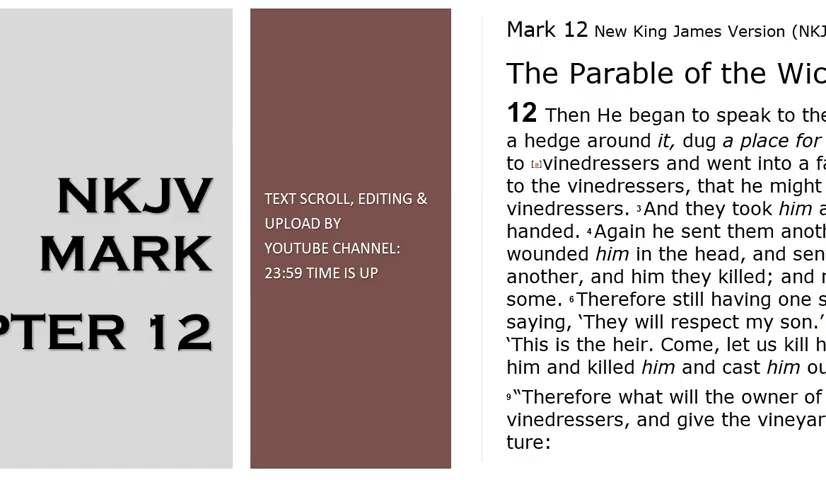 NKJV
MARK
PTER 12
TEXT SCROLL, EDITING &
UPLOAD BY
YOUTUBE CHANNEL:
23:59 TIME IS UP
Mark 12 New King James Version (NKJ
The Parable of the Wic
12 Then He began to speak to the
a hedge around it, dug a place for
to [a]vinedressers and went into a fa
to the vinedressers, that he might
vinedressers. 3 And they took him a
handed. 4 Again he sent them anoth
wounded him in the head, and sen
another, and him they killed; and m
some. 6 Therefore still having one s
saying, ‘They will respect my son.’
‘This is the heir. Come, let us kill h
him and killed him and cast him ou
9 “Therefore what will the owner of
vinedressers, and give the vineyar
ture: